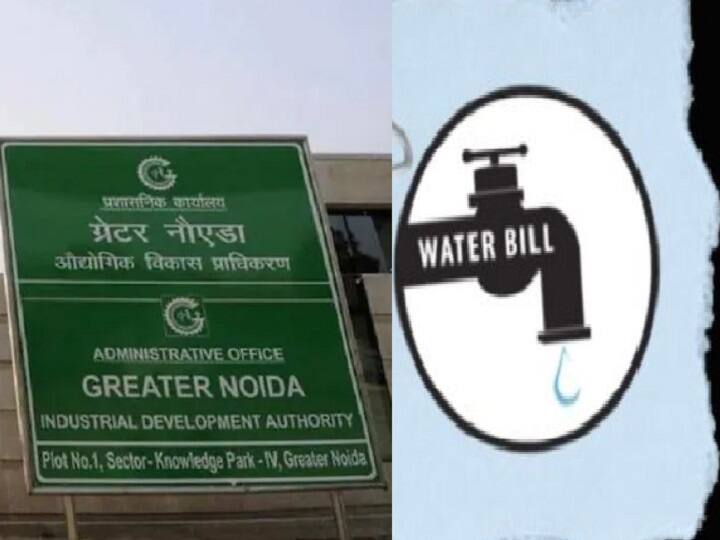 प्रशासनिक कार्यालय
ग्रेटर नौएडा
औद्योगिक विकास प्राधिकरण
ADMINISTRATIVE OFFICE
GREATER NOIDA
INDUSTRIAL DEVELOPMENT AUTHORITY
Plot No.1, Sector- Knowledge Park - IV, Greater Noida
WATER BILL